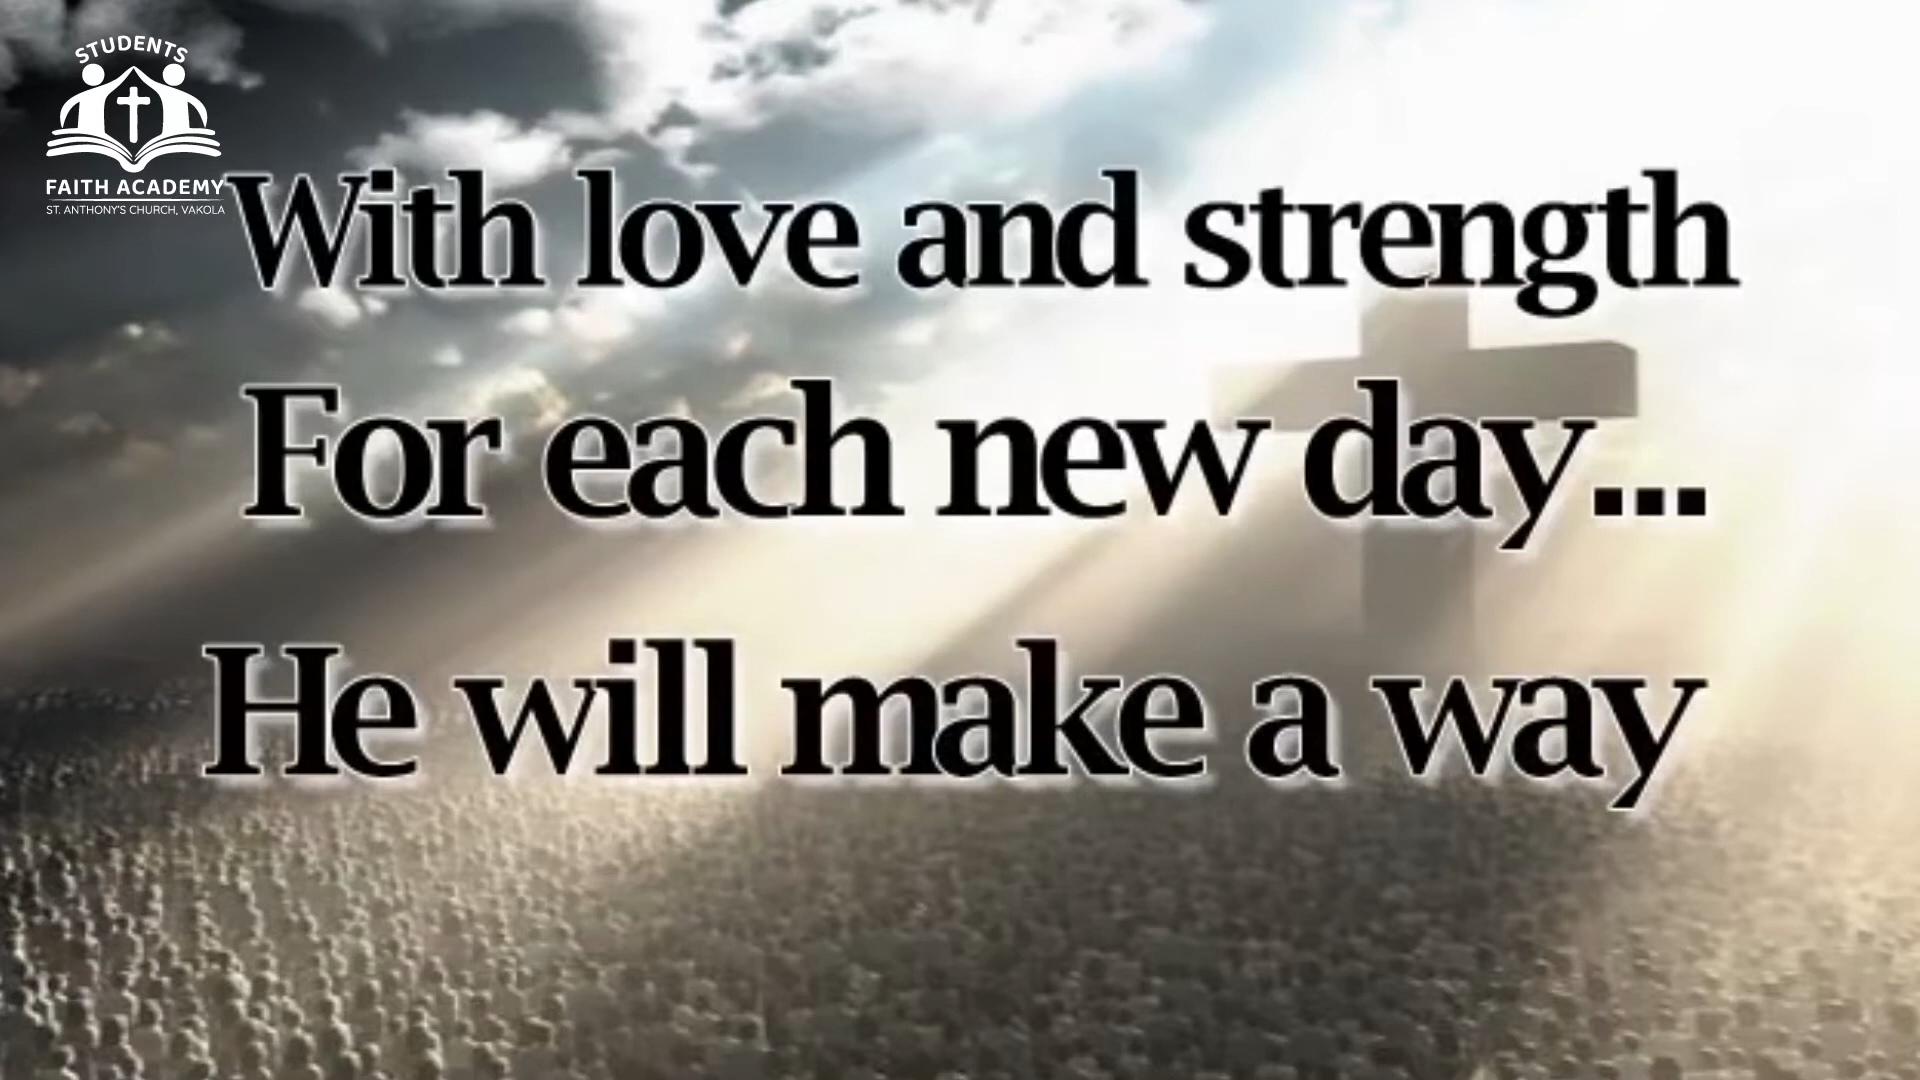 STUDENTS
FAITH ACADEMY
ST. ANTHONY'S CHURCH, VAKOLA
With love and strength
For each new day...
He will make a way